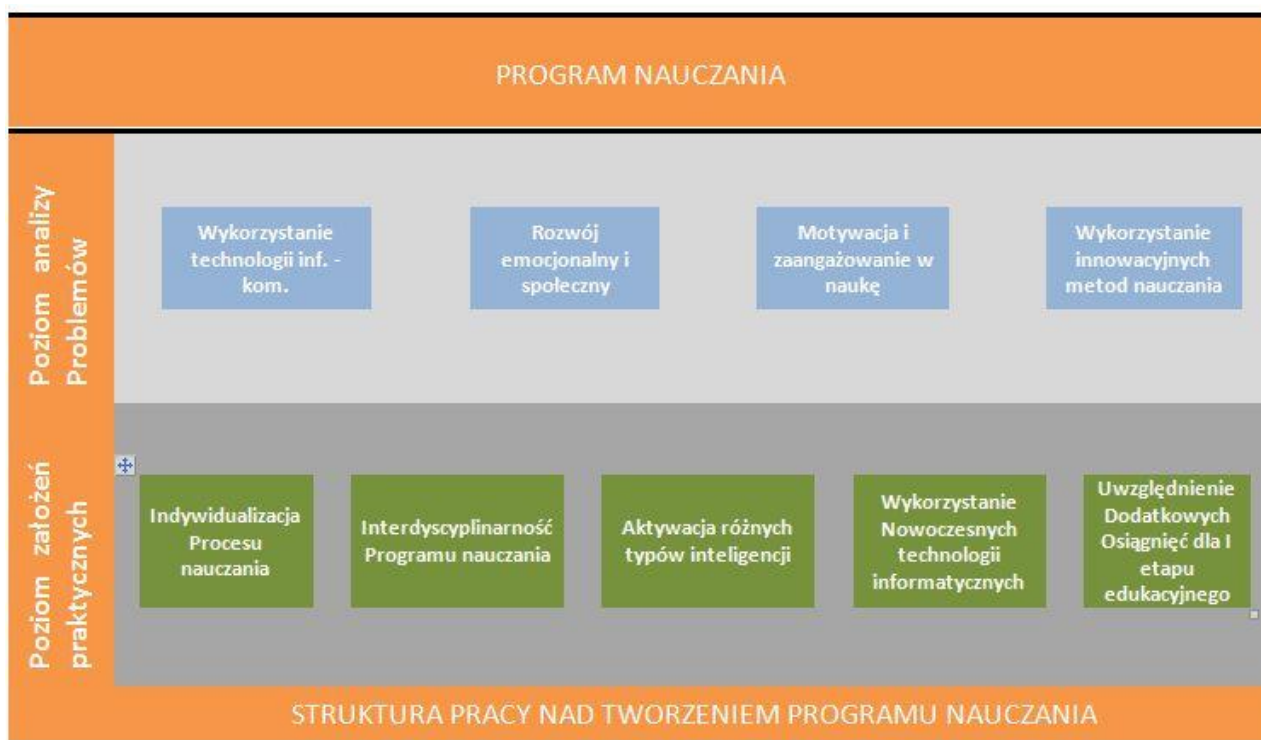 PROGRAM NAUCZANIA
Poziom analizy
Problemów
Wykorzystanie
technologii inf. -
kom.
Rozwój
emocjonalny i
społeczny
Motywacja i
zaangażowanie w
naukę
Wykorzystanie
innowacyjnych
metod nauczania
Poziom założeń
praktycznych
Indywidualizacja
Procesu
nauczania
Interdyscyplinarność
Programu nauczania
Aktywacja różnych
typów inteligencji
Wykorzystanie
Nowoczesnych
technologii
informatycznych
Uwzględnienie
Dodatkowych
Osiągnięć dla I
etapu
edukacyjnego
STRUKTURA PRACY NAD TWORZENIEM PROGRAMU NAUCZANIA